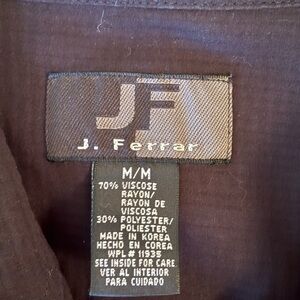 JF
J. Ferrar
M/M
70% VISCOSE
RAYON/
RAYON DE
VISCOSA
30% POLYESTER/
POLIESTER
MADE IN KOREA
HECHO EN COREA
WPL # 11935
SEE INSIDE FOR CARE
VER AL INTERIOR
PARA CUIDADO